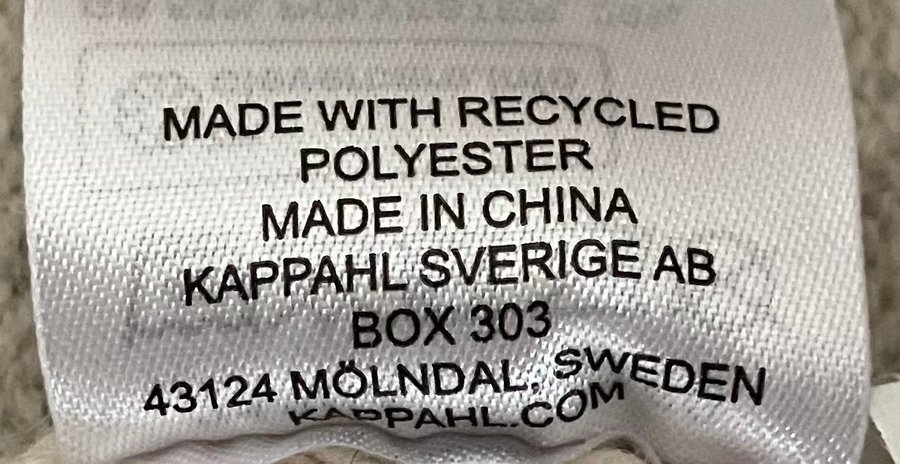 MADE WITH RECYCLED
POLYESTER
MADE IN CHINA
KAPPAHL SVERIGE AB
BOX 303
43124 MÖLNDAL, SWEDEN
KAPPAHL.COM